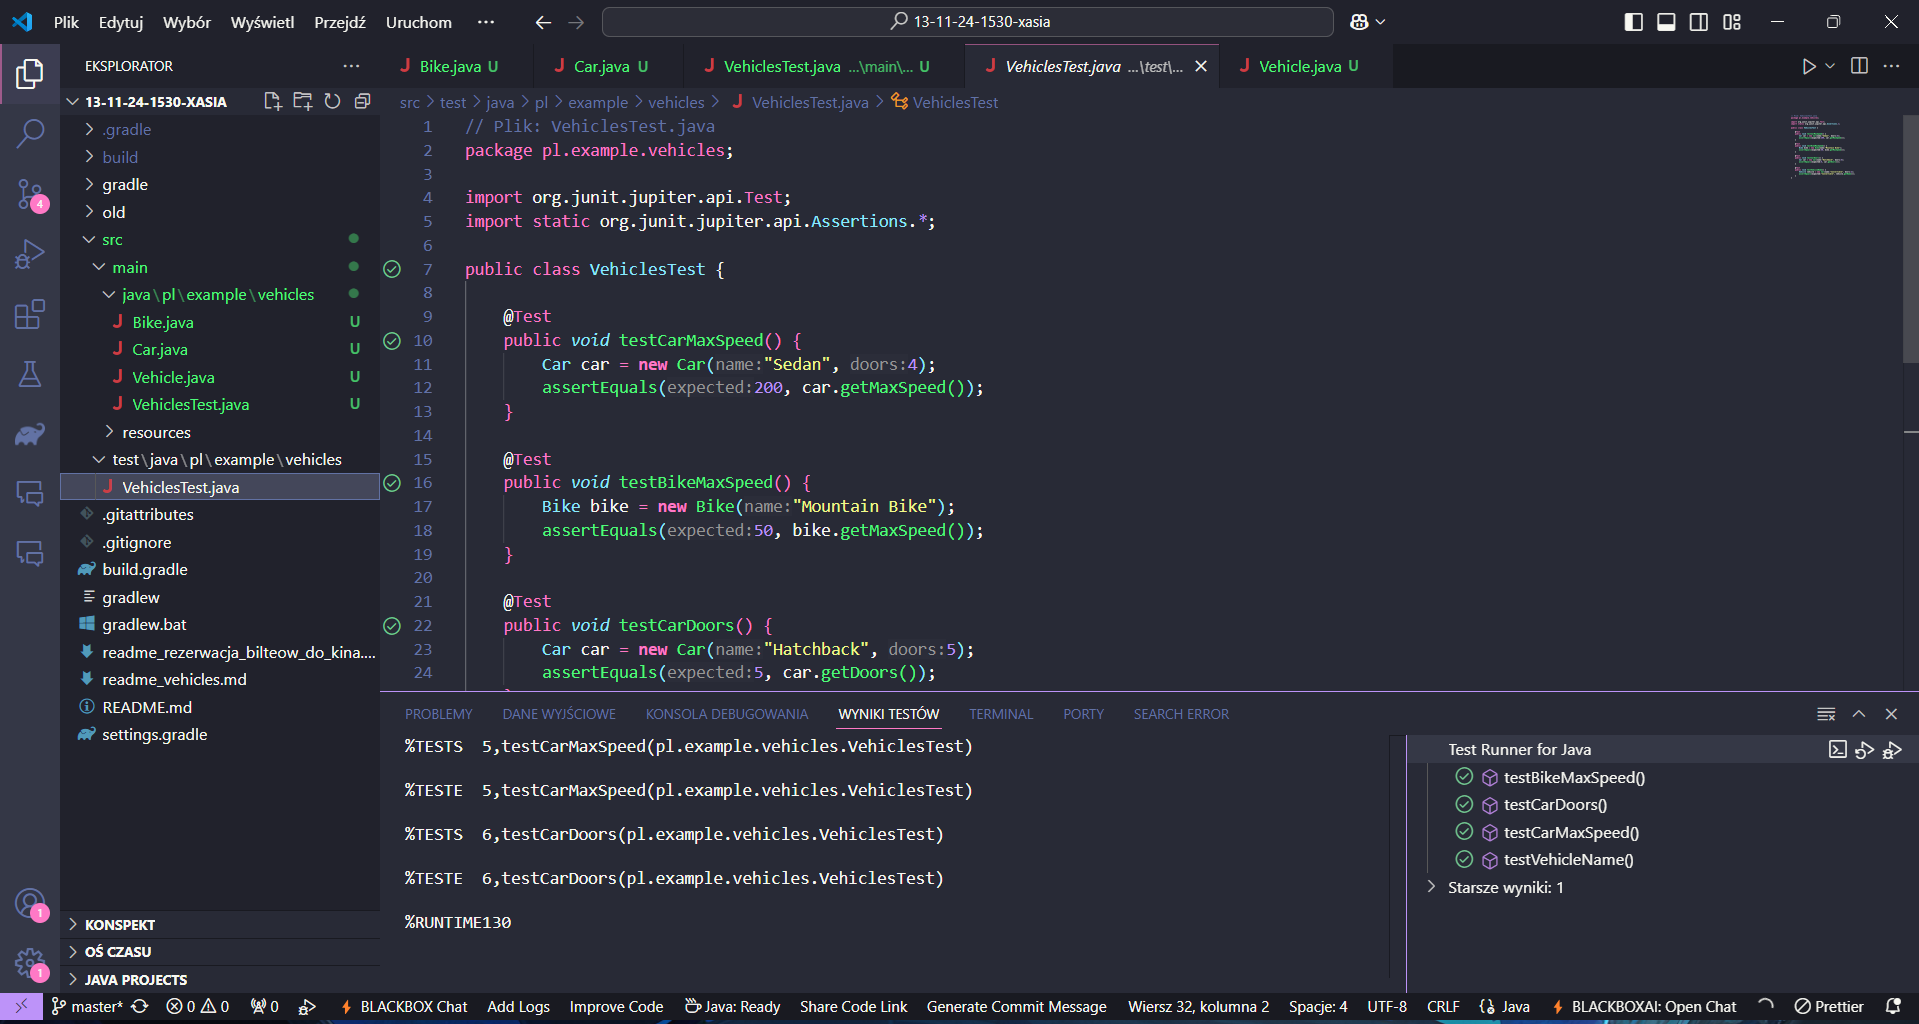 Plik Edytuj Wybór Wyświetl Przejdź Uruchom ··· 13-11-24-1530-xasia
EKSPLORATOR ···
Bike.java U
Car.java U
VehiclesTest.java ...\main\... U
VehiclesTest.java ...\test\...
Vehicle.java U
13-11-24-1530-XASIA
.gradle
build
gradle
old
src
main
java\pl\example\vehicles
Bike.java U
Car.java U
Vehicle.java U
VehiclesTest.java U
resources
test\java\pl\example\vehicles
VehiclesTest.java
.gitattributes
.gitignore
build.gradle
gradlew
gradlew.bat
readme_rezerwacja_bilteow_do_kina....
readme_vehicles.md
README.md
settings.gradle
KONSPEKT
OŚ CZASU
JAVA PROJECTS
4
1
1
src > test > java > pl > example > vehicles > VehiclesTest.java > VehiclesTest
1 // Plik: VehiclesTest.java
2 package pl.example.vehicles;
3
4 import org.junit.jupiter.api.Test;
5 import static org.junit.jupiter.api.Assertions.*;
6
7 public class VehiclesTest {
8
9 @Test
10 public void testCarMaxSpeed() {
11 Car car = new Car(name:"Sedan", doors:4);
12 assertEquals(expected:200, car.getMaxSpeed());
13 }
14
15 @Test
16 public void testBikeMaxSpeed() {
17 Bike bike = new Bike(name:"Mountain Bike");
18 assertEquals(expected:50, bike.getMaxSpeed());
19 }
20
21 @Test
22 public void testCarDoors() {
23 Car car = new Car(name:"Hatchback", doors:5);
24 assertEquals(expected:5, car.getDoors());
PROBLEMY DANE WYJŚCIOWE KONSOLA DEBUGOWANIA WYNIKI TESTÓW TERMINAL PORTY SEARCH ERROR
%TESTS 5,testCarMaxSpeed(pl.example.vehicles.VehiclesTest)
%TESTE 5,testCarMaxSpeed(pl.example.vehicles.VehiclesTest)
%TESTS 6,testCarDoors(pl.example.vehicles.VehiclesTest)
%TESTE 6,testCarDoors(pl.example.vehicles.VehiclesTest)
%RUNTIME130
Test Runner for Java
testBikeMaxSpeed()
testCarDoors()
testCarMaxSpeed()
testVehicleName()
Starsze wyniki: 1
master* 0 0 0 BLACKBOX Chat Add Logs Improve Code Java: Ready Share Code Link Generate Commit Message Wiersz 32, kolumna 2 Spacje: 4 UTF-8 CRLF {} Java BLACKBOXAI: Open Chat Prettier